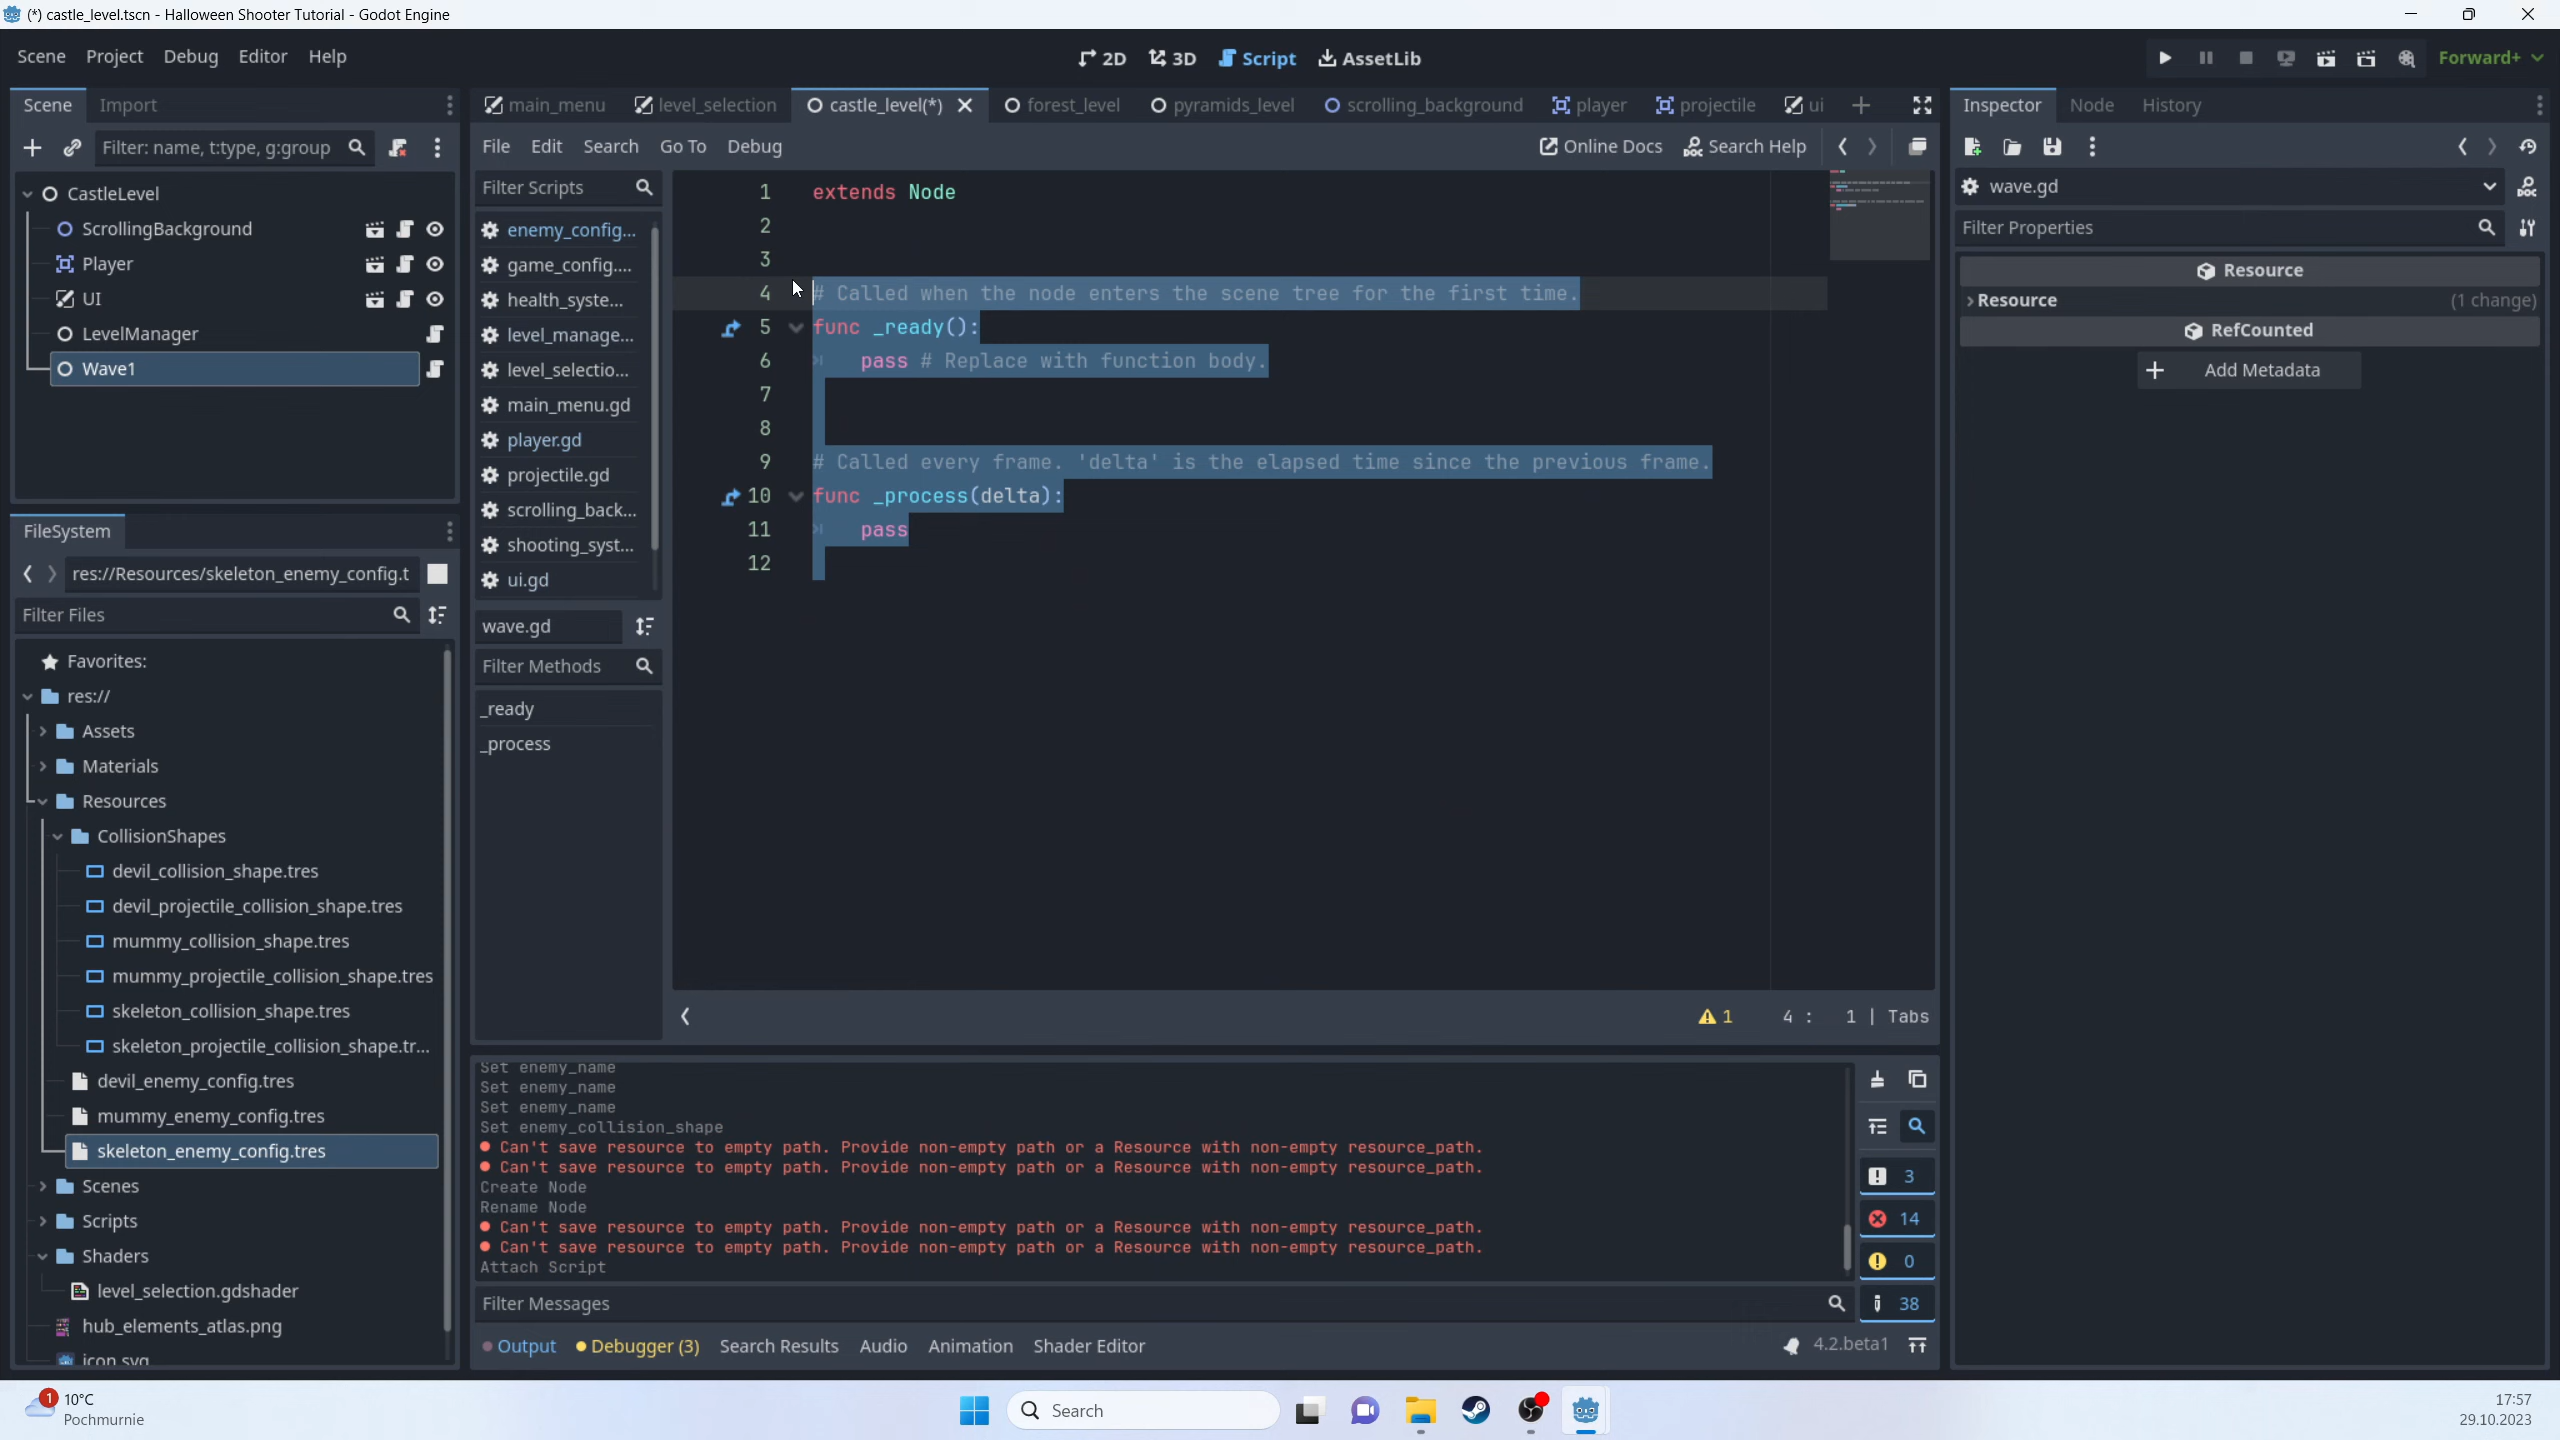 (*) castle_level.tscn - Halloween Shooter Tutorial - Godot Engine
Scene Project Debug Editor Help
2D 3D Script AssetLib
Forward+
Scene Import
Filter: name, t:type, g:group
CastleLevel
ScrollingBackground
Player
UI
LevelManager
Wave1
FileSystem
res://Resources/skeleton_enemy_config.t
Filter Files
Favorites:
res://
Assets
Materials
Resources
CollisionShapes
devil_collision_shape.tres
devil_projectile_collision_shape.tres
mummy_collision_shape.tres
mummy_projectile_collision_shape.tres
skeleton_collision_shape.tres
skeleton_projectile_collision_shape.tr...
devil_enemy_config.tres
mummy_enemy_config.tres
skeleton_enemy_config.tres
Scenes
Scripts
Shaders
level_selection.gdshader
hub_elements_atlas.png
icon.svg
main_menu level_selection castle_level(*) forest_level pyramids_level scrolling_background player projectile ui
File Edit Search Go To Debug
Online Docs Search Help
Filter Scripts
enemy_config...
game_config....
health_syste...
level_manage...
level_selectio...
main_menu.gd
player.gd
projectile.gd
scrolling_back...
shooting_syst...
ui.gd
wave.gd
Filter Methods
_ready
_process
1 extends Node
2
3
4 # Called when the node enters the scene tree for the first time.
5 func _ready():
6 pass # Replace with function body.
7
8
9 # Called every frame. 'delta' is the elapsed time since the previous frame.
10 func _process(delta):
11 pass
12
1 4 : 1 | Tabs
Set enemy_name
Set enemy_name
Set enemy_name
Set enemy_collision_shape
Can't save resource to empty path. Provide non-empty path or a Resource with non-empty resource_path.
Can't save resource to empty path. Provide non-empty path or a Resource with non-empty resource_path.
Create Node
Rename Node
Can't save resource to empty path. Provide non-empty path or a Resource with non-empty resource_path.
Can't save resource to empty path. Provide non-empty path or a Resource with non-empty resource_path.
Attach Script
3
14
0
38
Filter Messages
Output Debugger (3) Search Results Audio Animation Shader Editor
4.2.beta1
Inspector Node History
wave.gd
Filter Properties
Resource
Resource (1 change)
RefCounted
Add Metadata
1
10°C
Pochmurnie
Search
17:57
29.10.2023